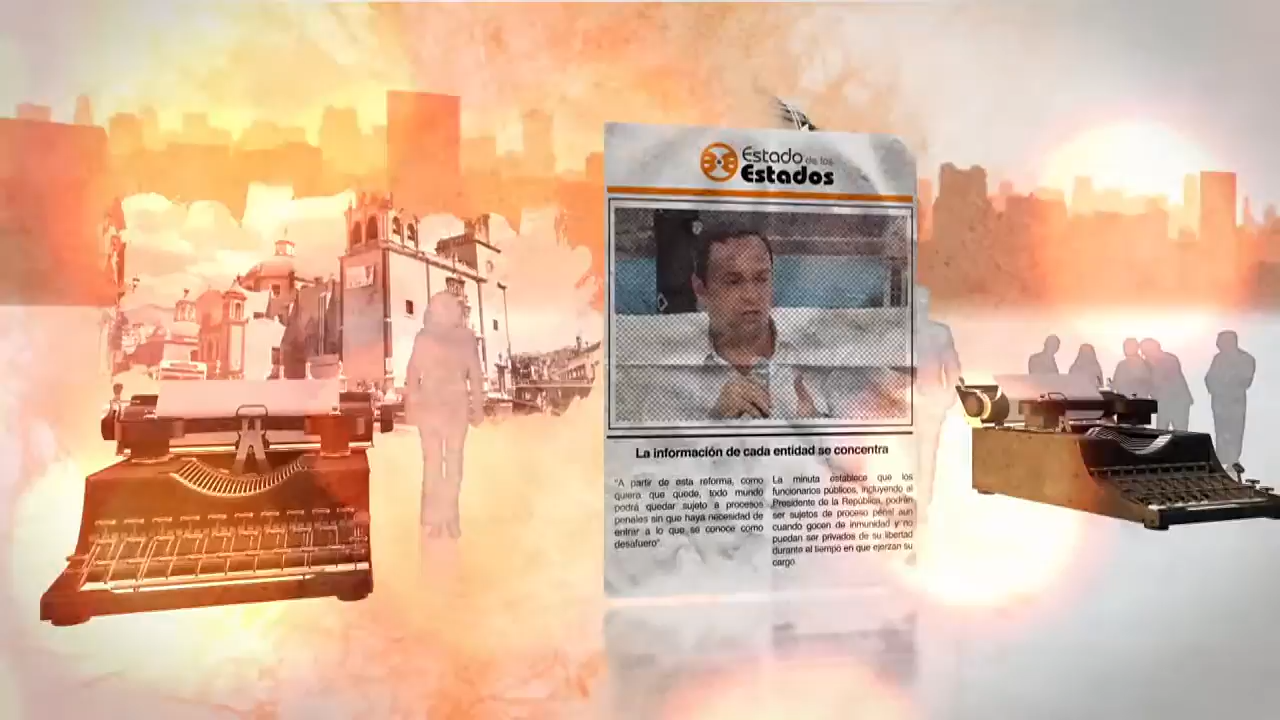 Estado de los
Estados
La información de cada entidad se concentra
"A partir de esta reforma, como
quiera que quede, todo mundo
podrá quedar sujeto a procesos
penales sin que haya necesidad de
entrar a lo que se conoce como
desafuero".
La minuta establece que los
funcionarios públicos, incluyendo al
Presidente de la República, podrán
ser sujetos de proceso penal aun
cuando gocen de inmunidad y no
puedan ser privados de su libertad
durante el tiempo en que ejerzan su
cargo